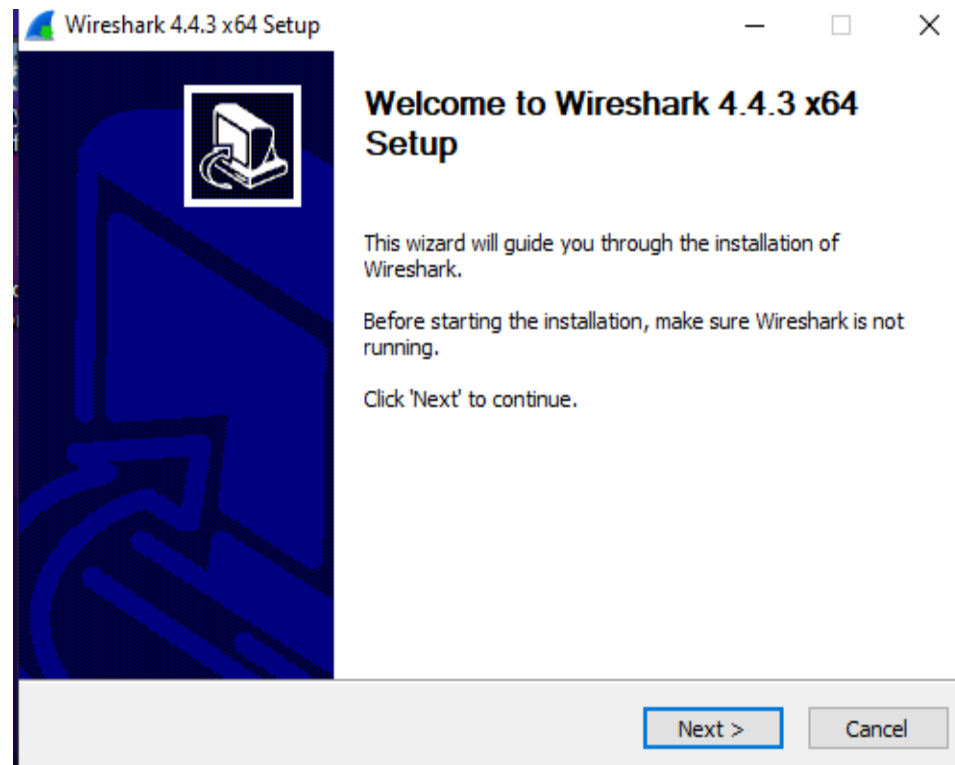 Wireshark 4.4.3 x64 Setup
Welcome to Wireshark 4.4.3 x64
Setup
This wizard will guide you through the installation of
Wireshark.
Before starting the installation, make sure Wireshark is not
running.
Click 'Next' to continue.
Next >
Cancel